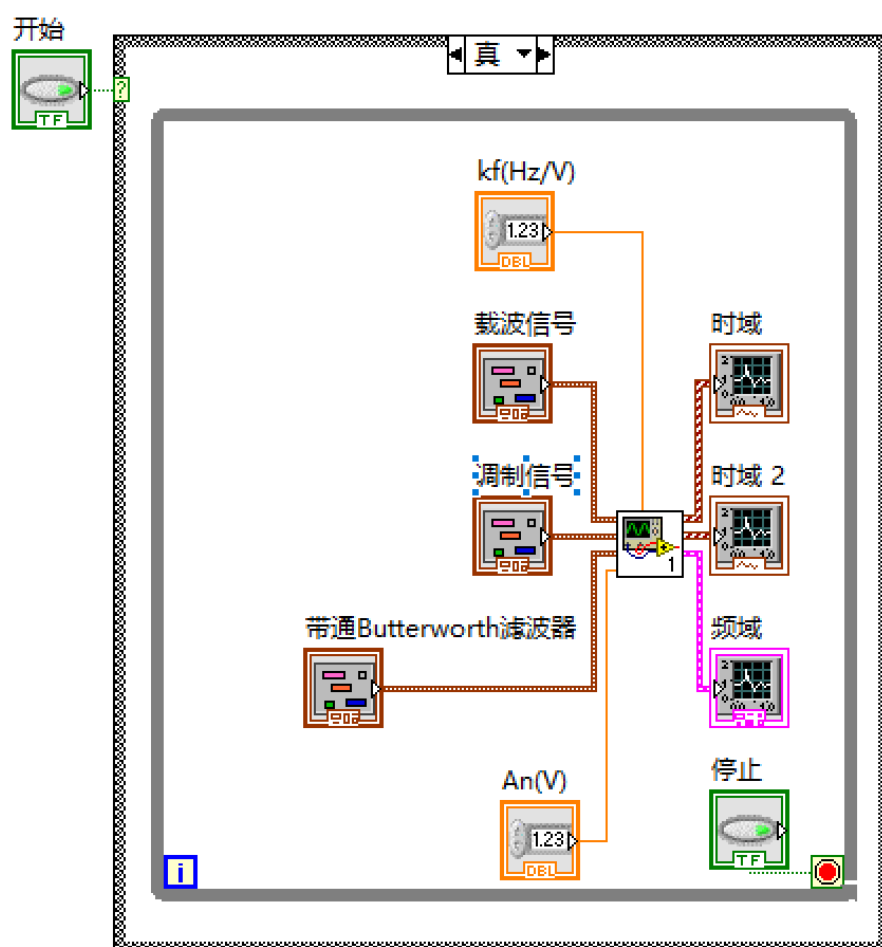 开始
真
?
TF
kf(Hz/V)
1.23
DBL
载波信号
时域
调制信号
时域 2
1
带通Butterworth滤波器
频域
An(V)
停止
1.23
DBL
TF
i